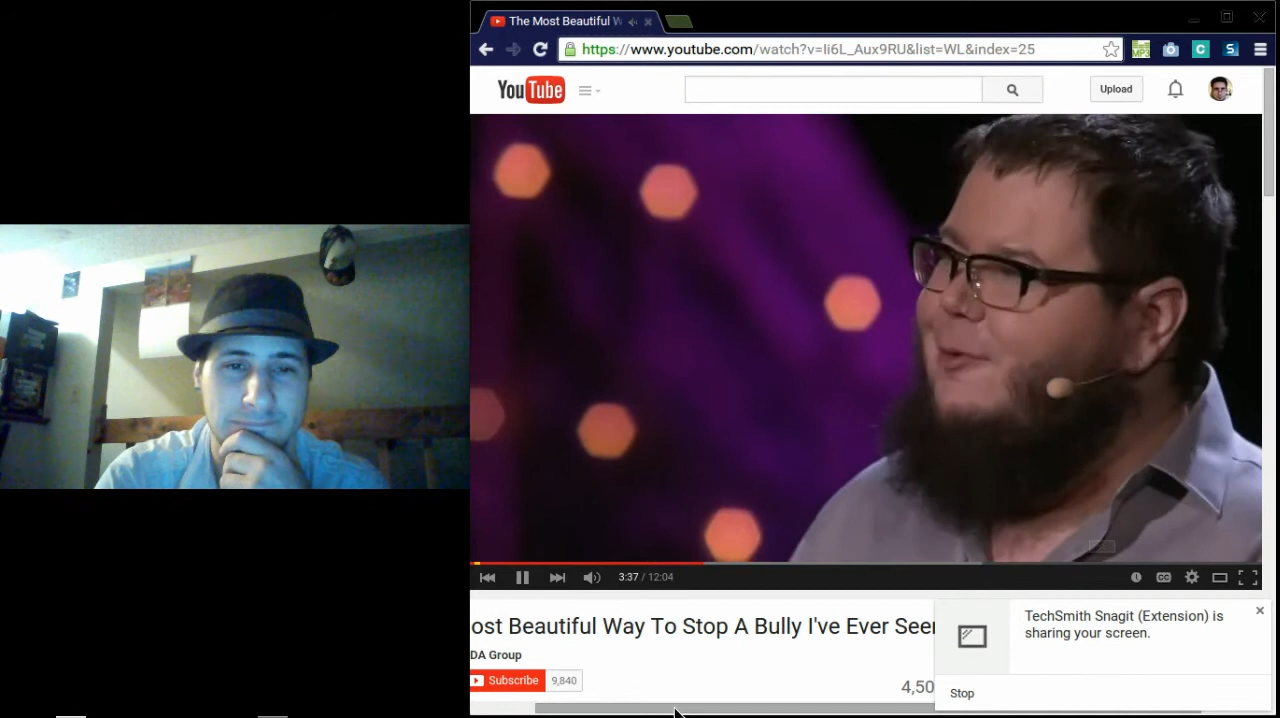 The Most Beautiful W
https://www.youtube.com/watch?v=Ii6L_Aux9RU&list=WL&index=25
MP3
C
S
YouTube
Upload
3:37 / 12:04
CC
ost Beautiful Way To Stop A Bully I've Ever Seen
DA Group
Subscribe 9,840
4,50
TechSmith Snagit (Extension) is
sharing your screen.
Stop